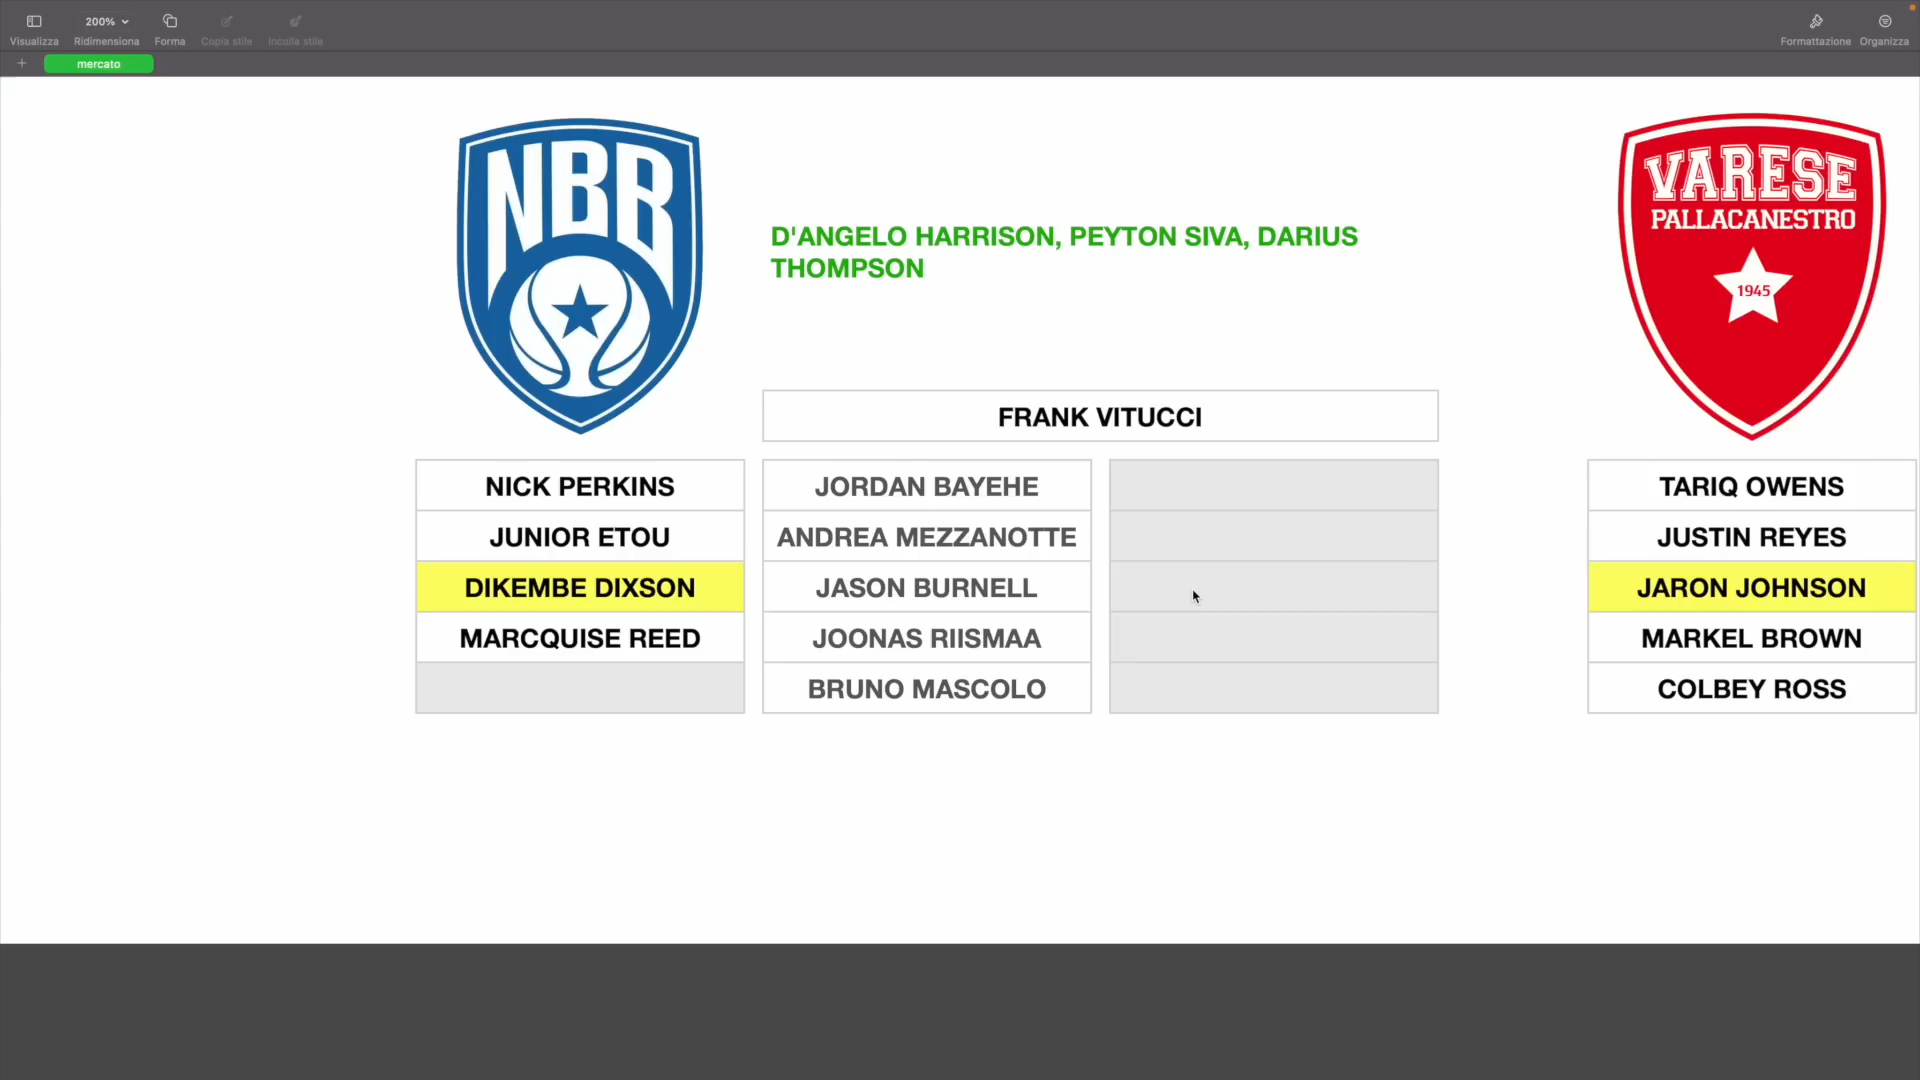 Visualizza
200%
Ridimensiona
Forma
Copia stile
Incolla stile
Formattazione
Organizza
+
mercato
NBB
D'ANGELO HARRISON, PEYTON SIVA, DARIUS
THOMPSON
VARESE
PALLACANESTRO
1945
FRANK VITUCCI
NICK PERKINS
JUNIOR ETOU
DIKEMBE DIXSON
MARCQUISE REED
JORDAN BAYEHE
ANDREA MEZZANOTTE
JASON BURNELL
JOONAS RIISMAA
BRUNO MASCOLO
TARIQ OWENS
JUSTIN REYES
JARON JOHNSON
MARKEL BROWN
COLBEY ROSS